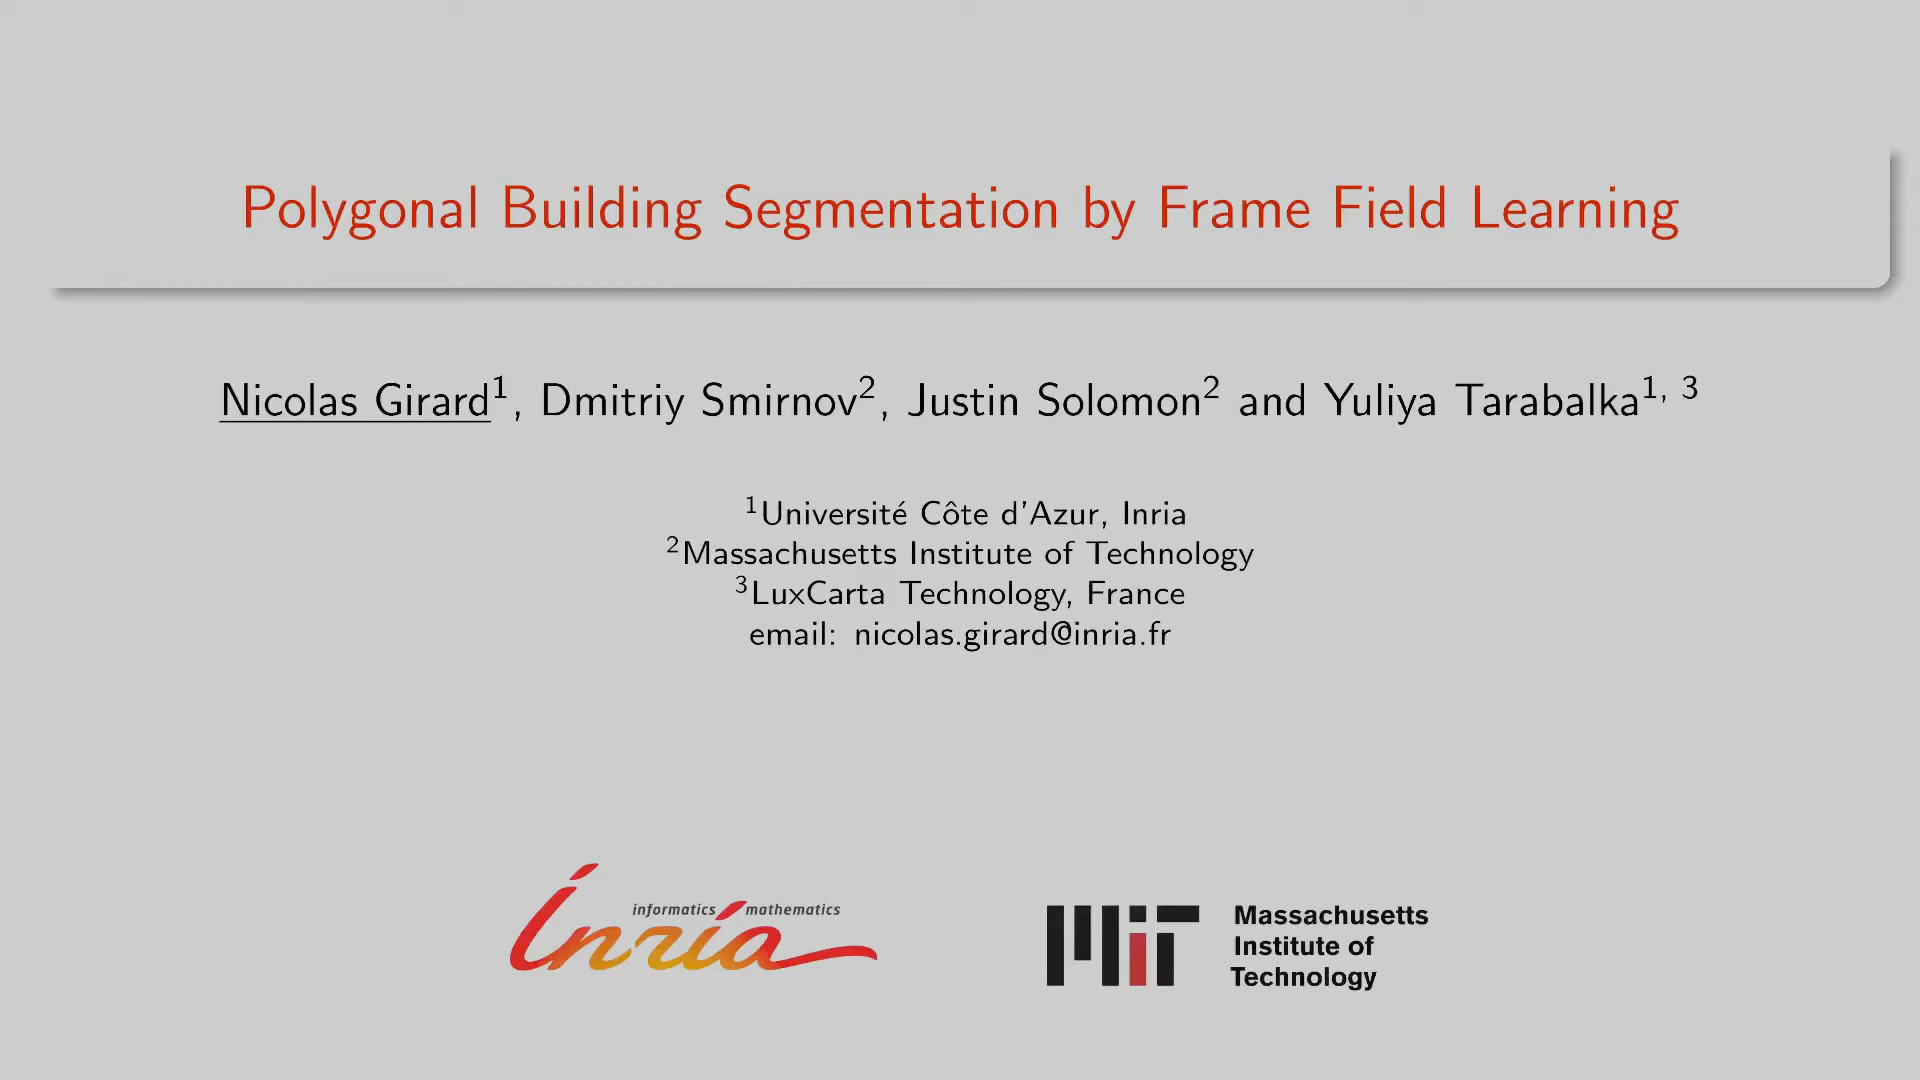 Polygonal Building Segmentation by Frame Field Learning
Nicolas Girard1, Dmitriy Smirnov2, Justin Solomon2 and Yuliya Tarabalka1, 3
1Université Côte d'Azur, Inria
2Massachusetts Institute of Technology
3LuxCarta Technology, France
email: nicolas.girard@inria.fr
informatics mathematics
Inria
MIT
Massachusetts
Institute of
Technology